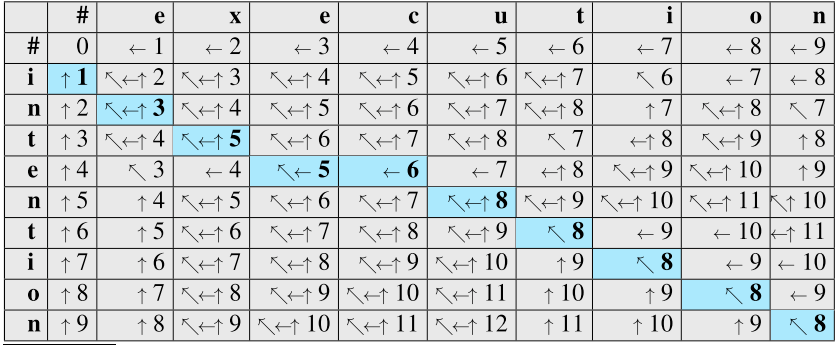 # e x e c u t i o n
# 0 ← 1 ← 2 ← 3 ← 4 ← 5 ← 6 ← 7 ← 8 ← 9
i ↑ 1 ↖←↑ 2 ↖←↑ 3 ↖←↑ 4 ↖←↑ 5 ↖←↑ 6 ↖←↑ 7 ↖ 6 ← 7 ← 8
n ↑ 2 ↖←↑ 3 ↖←↑ 4 ↖←↑ 5 ↖←↑ 6 ↖←↑ 7 ↖←↑ 8 ↑ 7 ↖←↑ 8 ↖ 7
t ↑ 3 ↖←↑ 4 ↖←↑ 5 ↖←↑ 6 ↖←↑ 7 ↖←↑ 8 ↖ 7 ←↑ 8 ↖←↑ 9 ↑ 8
e ↑ 4 ↖ 3 ← 4 ↖← 5 ← 6 ← 7 ←↑ 8 ↖←↑ 9 ↖←↑ 10 ↑ 9
n ↑ 5 ↑ 4 ↖←↑ 5 ↖←↑ 6 ↖←↑ 7 ↖←↑ 8 ↖←↑ 9 ↖←↑ 10 ↖←↑ 11 ↖↑ 10
t ↑ 6 ↑ 5 ↖←↑ 6 ↖←↑ 7 ↖←↑ 8 ↖←↑ 9 ↖ 8 ← 9 ← 10 ←↑ 11
i ↑ 7 ↑ 6 ↖←↑ 7 ↖←↑ 8 ↖←↑ 9 ↖←↑ 10 ↑ 9 ↖ 8 ← 9 ← 10
o ↑ 8 ↑ 7 ↖←↑ 8 ↖←↑ 9 ↖←↑ 10 ↖←↑ 11 ↑ 10 ↑ 9 ↖ 8 ← 9
n ↑ 9 ↑ 8 ↖←↑ 9 ↖←↑ 10 ↖←↑ 11 ↖←↑ 12 ↑ 11 ↑ 10 ↑ 9 ↖ 8